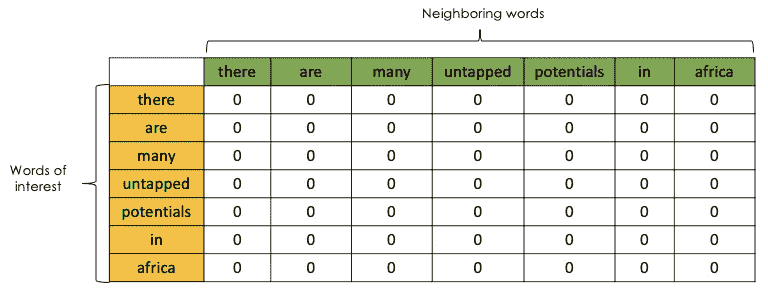 Neighboring words
there are many untapped potentials in africa
there 0 0 0 0 0 0 0
are 0 0 0 0 0 0 0
many 0 0 0 0 0 0 0
Words of
interest
untapped 0 0 0 0 0 0 0
potentials 0 0 0 0 0 0 0
in 0 0 0 0 0 0 0
africa 0 0 0 0 0 0 0